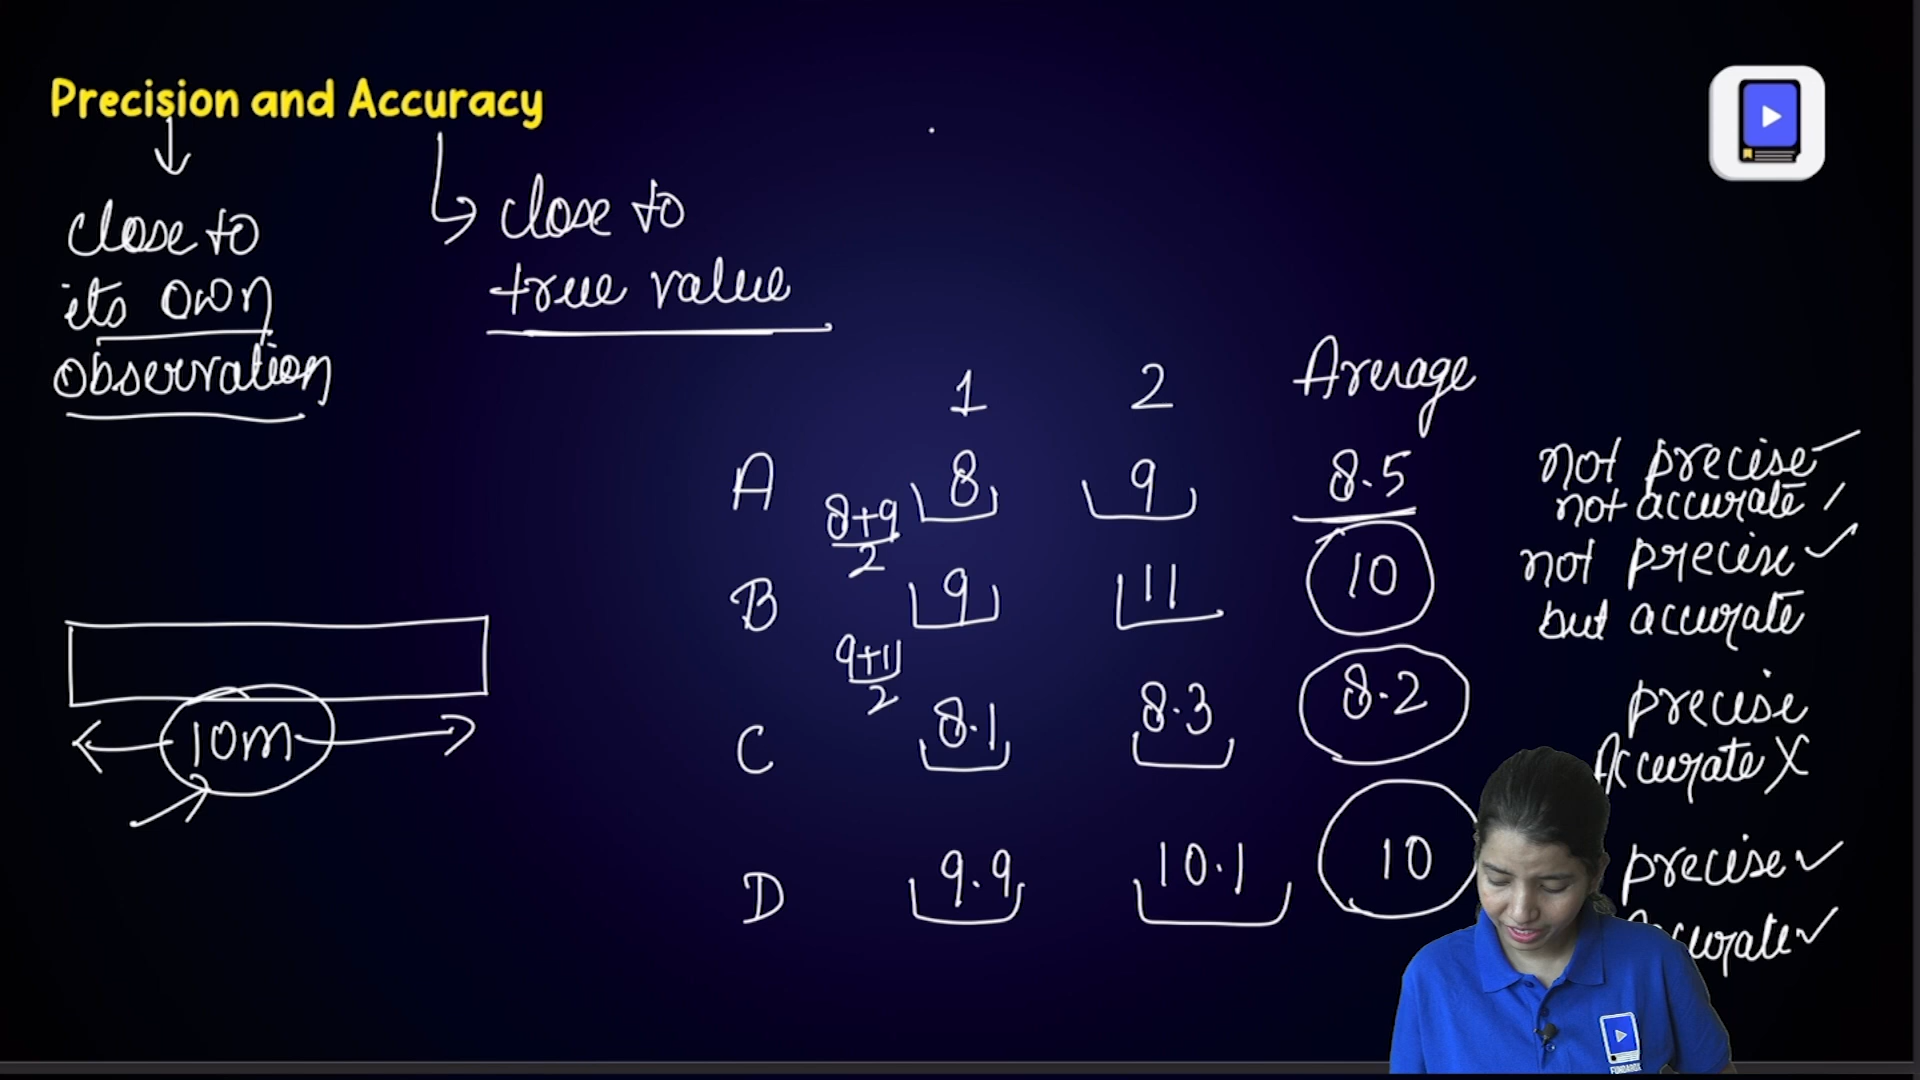 Precision and Accuracy
close to
its own
observation
close to
true value
1 2 Average
A 8 9 8.5 not precise
not accurate
8+9
2
B 9 11 10 not precise
but accurate
9+11
2
C 8.1 8.3 8.2 precise
Accurate X
10m
D 9.9 10.1 10 precise